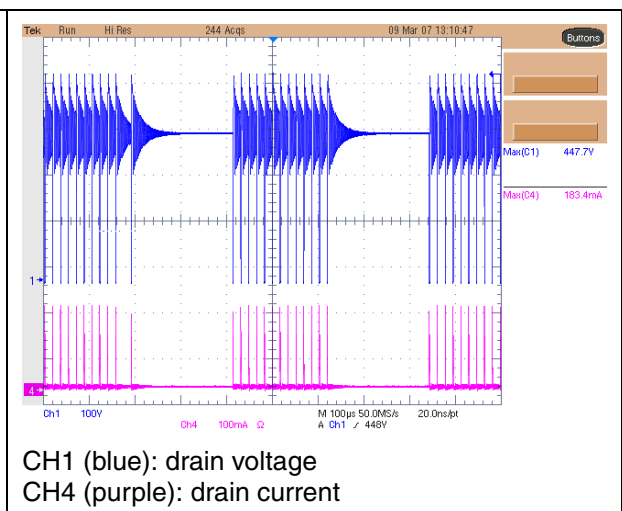 Tek Run Hi Res 244 Acqs 09 Mar 07 13:10:47
Buttons
Max(C1) 447.7V
Max(C4) 183.4mA
1
4
Ch1 100V M 100µs 50.0MS/s 20.0ns/pt
Ch4 100mA Ω A Ch1 ⁄ 448V
CH1 (blue): drain voltage
CH4 (purple): drain current